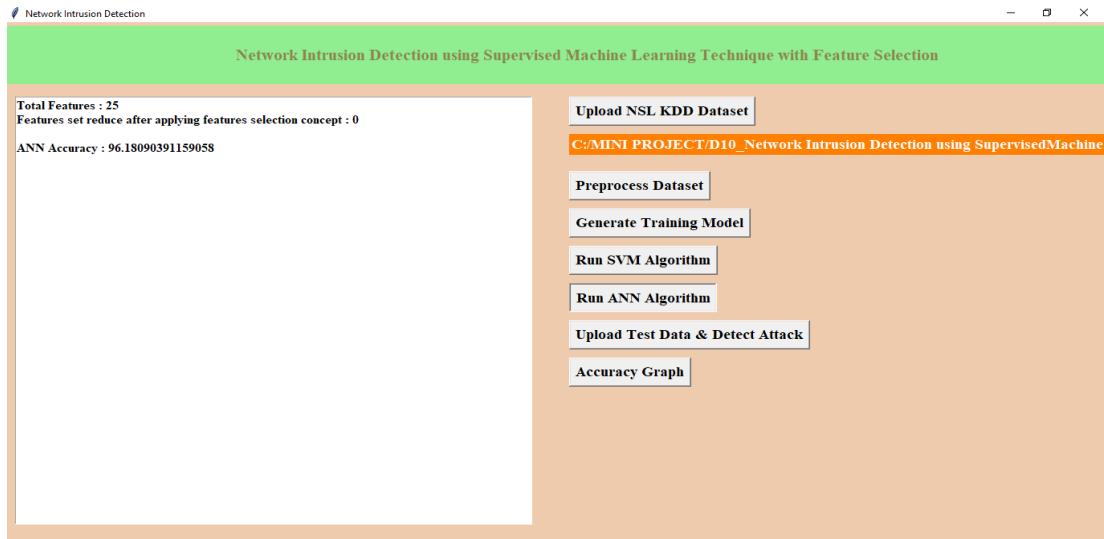 Network Intrusion Detection
Network Intrusion Detection using Supervised Machine Learning Technique with Feature Selection
Total Features : 25
Features set reduce after applying features selection concept : 0
ANN Accuracy : 96.18090391159058
Upload NSL KDD Dataset
C:/MINI PROJECT/D10_Network Intrusion Detection using SupervisedMachine
Preprocess Dataset
Generate Training Model
Run SVM Algorithm
Run ANN Algorithm
Upload Test Data & Detect Attack
Accuracy Graph